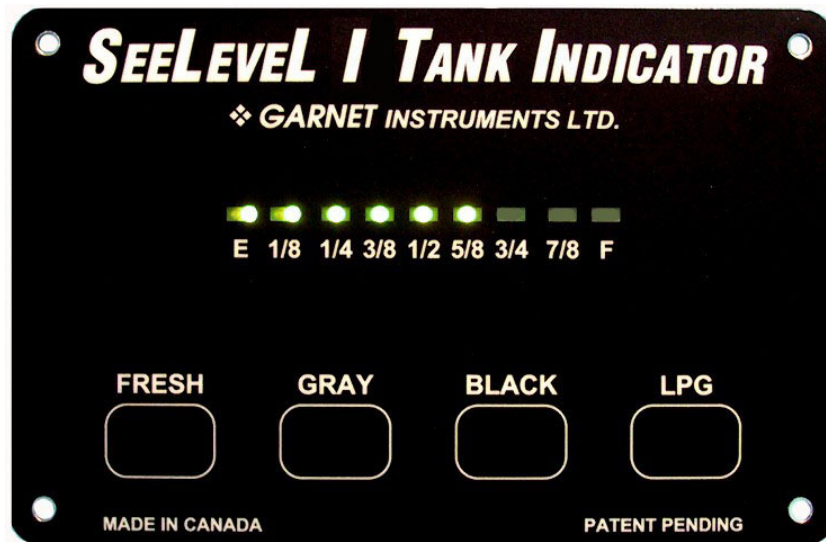 SEELEVEL I TANK INDICATOR
❖ GARNET INSTRUMENTS LTD.
E 1/8 1/4 3/8 1/2 5/8 3/4 7/8 F
FRESH GRAY BLACK LPG
MADE IN CANADA PATENT PENDING